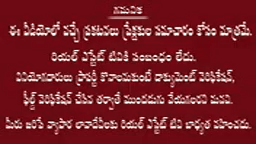 గమనిక
ఈ వీడియోలో వచ్చే ప్రకటనలు ప్రేక్షకుల సమాచారం కోసం మాత్రమే.
రియల్ ఎస్టేట్ టివికి సంబంధం లేదు.
వినియోగదారులు ప్రాపర్టీ కొనాలనుకుంటే డాక్యుమెంట్ వెరిఫికేషన్,
ఫీల్డ్ వెరిఫికేషన్ చేసిన తర్వాతే ముందడుగు వేయాలని మనవి.
మీరు జరిపే వ్యాపార లావాదేవీలకు రియల్ ఎస్టేట్ టివి బాధ్యత వహించదు.